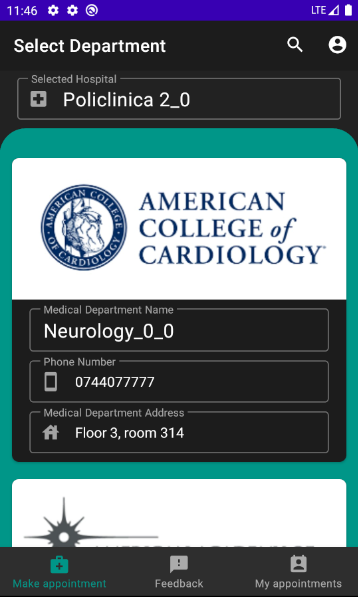 11:46 LTE
Select Department
Selected Hospital
Policlinica 2_0
AMERICAN
COLLEGE of
CARDIOLOGY
AMERICAN COLLEGE OF CARDIOLOGY
Medical Department Name
Neurology_0_0
Phone Number
0744077777
Medical Department Address
Floor 3, room 314
Make appointment
Feedback
My appointments